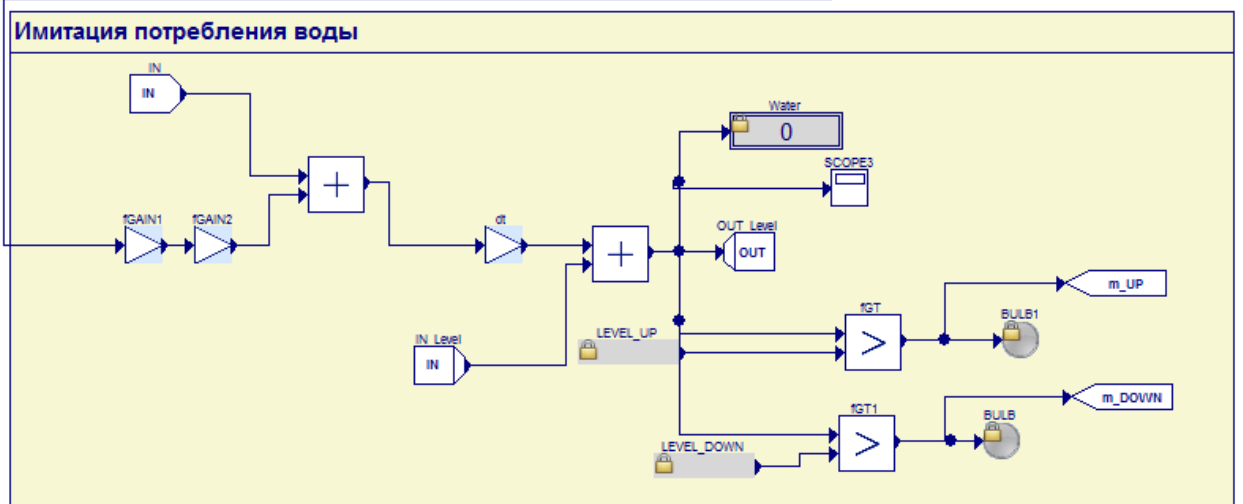 Имитация потребления воды
IN
IN
Water
0
SCOPE3
fGAIN1
fGAIN2
+
dt
+
OUT_Level
OUT
m_UP
fGT
>
BULB1
LEVEL_UP
IN_Level
IN
m_DOWN
fGT1
>
BULB
LEVEL_DOWN